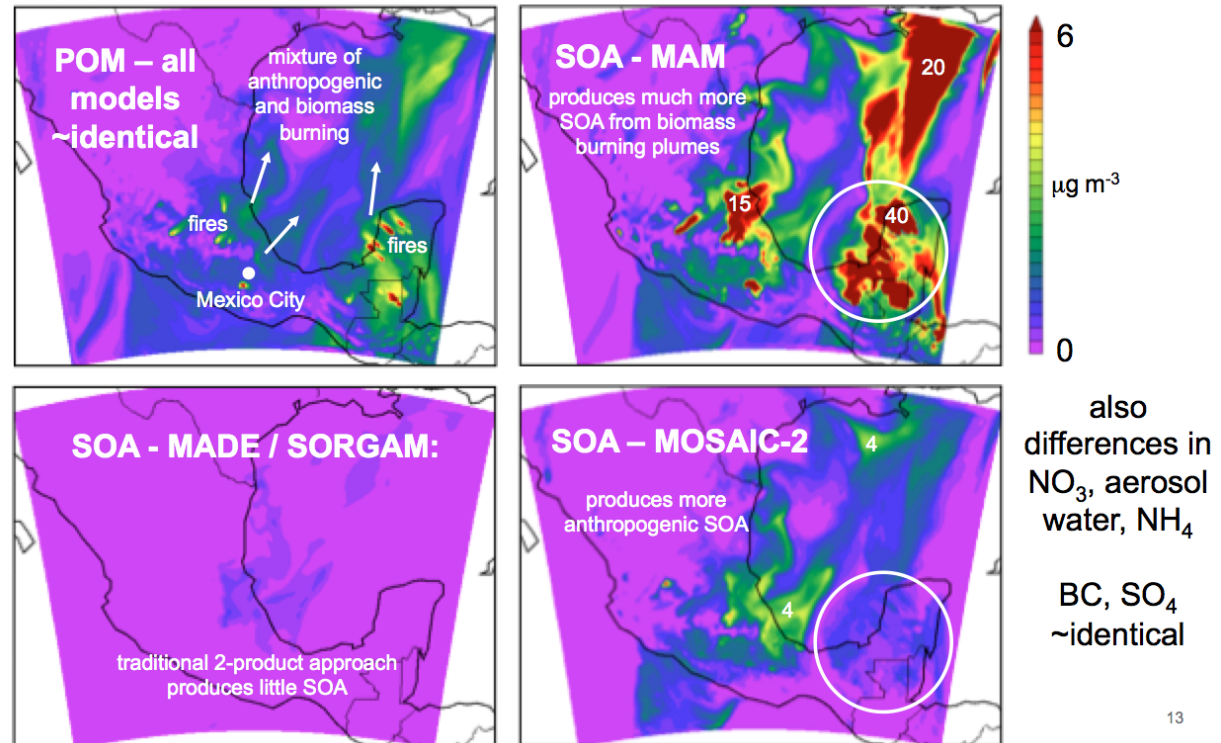 POM – all
models
~identical
mixture of
anthropogenic
and biomass
burning
fires
fires
Mexico City
SOA - MAM
produces much more
SOA from biomass
burning plumes
20
15
40
6
μg m-3
0
SOA - MADE / SORGAM:
traditional 2-product approach
produces little SOA
SOA – MOSAIC-2
produces more
anthropogenic SOA
4
4
also
differences in
NO3, aerosol
water, NH4
BC, SO4
~identical
13